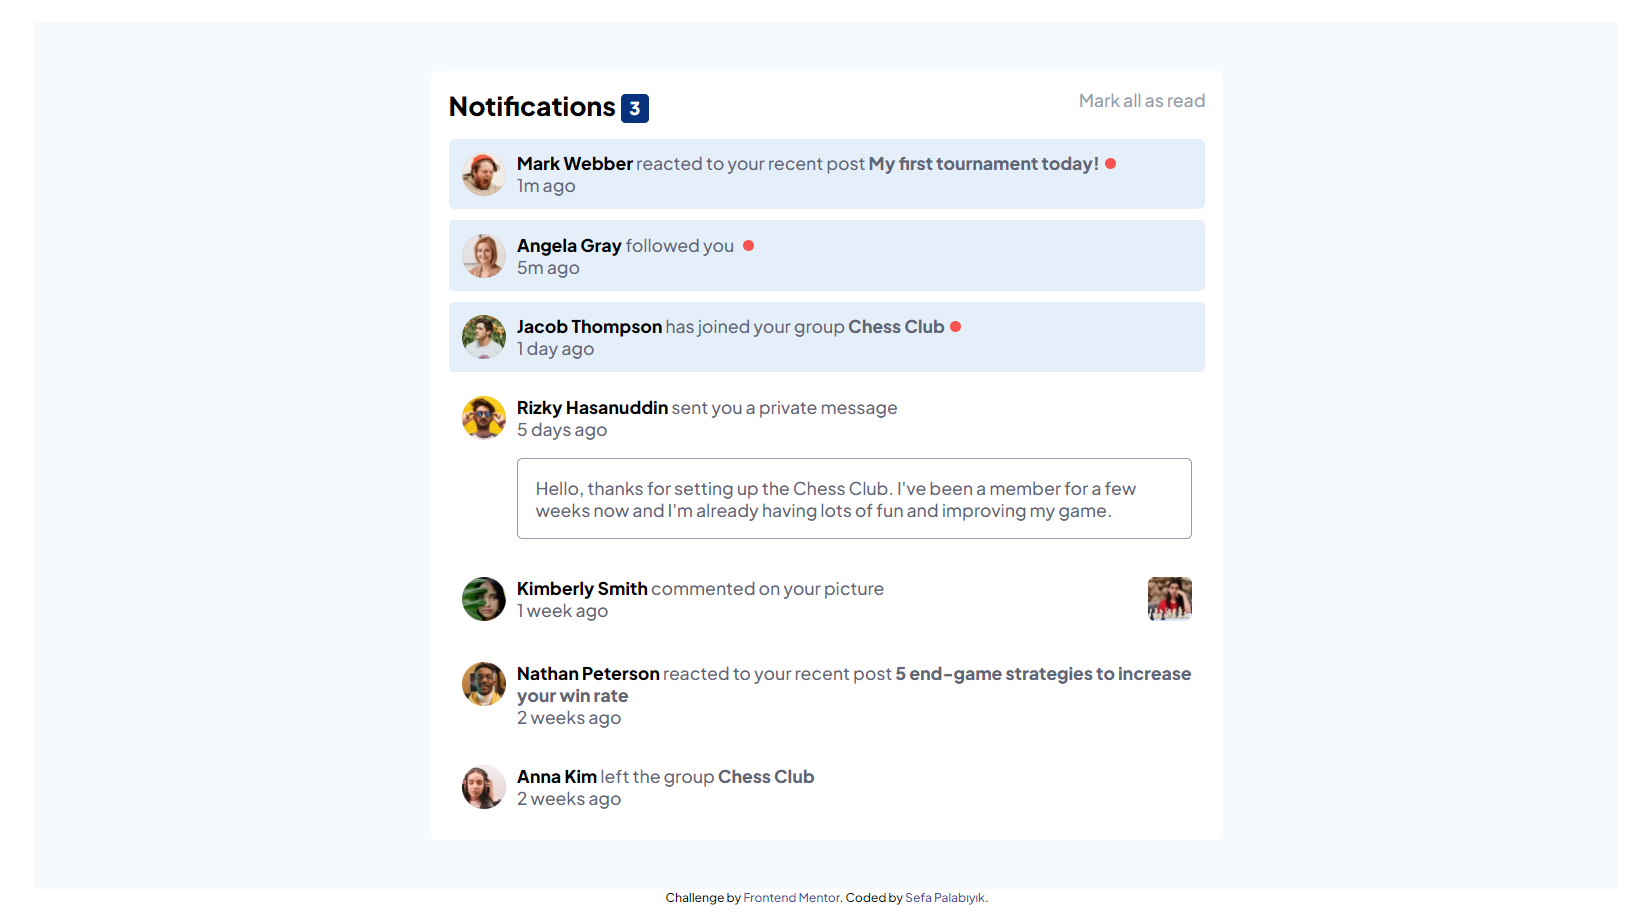 Notifications 3
Mark all as read
Mark Webber reacted to your recent post My first tournament today!
1m ago
Angela Gray followed you
5m ago
Jacob Thompson has joined your group Chess Club
1 day ago
Rizky Hasanuddin sent you a private message
5 days ago
Hello, thanks for setting up the Chess Club. I've been a member for a few
weeks now and I'm already having lots of fun and improving my game.
Kimberly Smith commented on your picture
1 week ago
Nathan Peterson reacted to your recent post 5 end-game strategies to increase
your win rate
2 weeks ago
Anna Kim left the group Chess Club
2 weeks ago
Challenge by Frontend Mentor. Coded by Sefa Palabıyık.